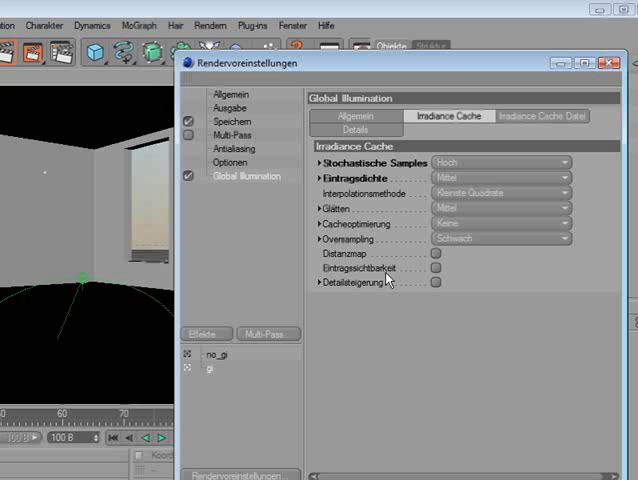 Charakter Dynamics MoGraph Hair Rendern Plug-ins Fenster Hilfe
Objekte Struktur
Rendervoreinstellungen
Allgemein
Ausgabe
Speichern
Multi-Pass
Antialiasing
Optionen
Global Illumination
Effekte... Multi-Pass...
no_gi
gi
Rendervoreinstellungen...
Global Illumination
Allgemein Irradiance Cache Irradiance Cache Datei
Details
Irradiance Cache
Stochastische Samples Hoch
Eintragsdichte Mittel
Interpolationsmethode Kleinste Quadrate
Glätten Mittel
Cacheoptimierung Keine
Oversampling Schwach
Distanzmap
Eintragssichtbarkeit
Detailsteigerung
60 70
100 B 100 B
Koord